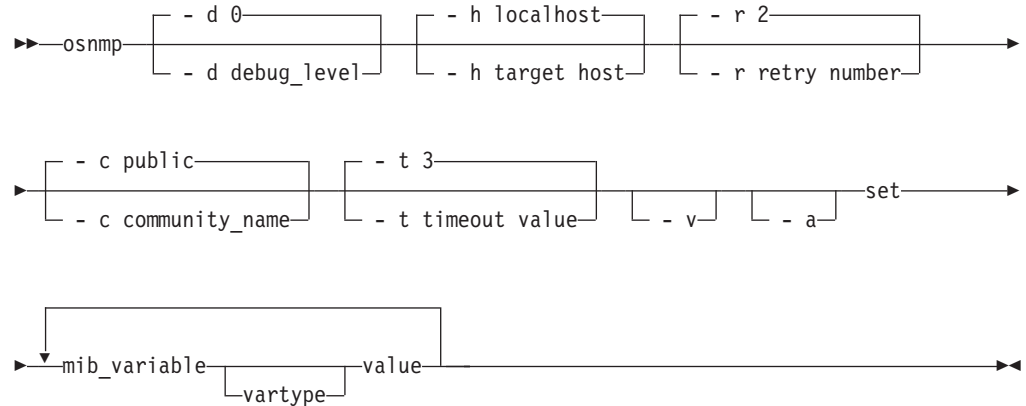 - d 0 - h localhost - r 2
osnmp
- d debug_level - h target host - r retry number
- c public - t 3
set
- c community_name - t timeout value - v - a
mib_variable value
vartype